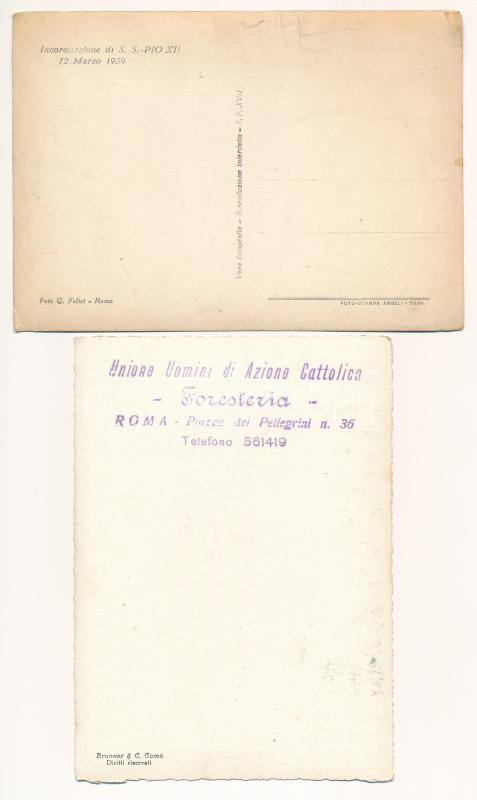 Incoronazione di S. S. - PIO XII
12 Marzo 1939
Vera fotografia - Riproduzione interdetta - E. F. XVII.
Foto G. Felici - Roma
FOTO-STAMPA ANGELI - TERNI
Unione Uomini di Azione Cattolica
- Foresteria -
ROMA - Piazza dei Pellegrini n. 36
Telefono 561419
Brunner & C. Como
Diritti riservati